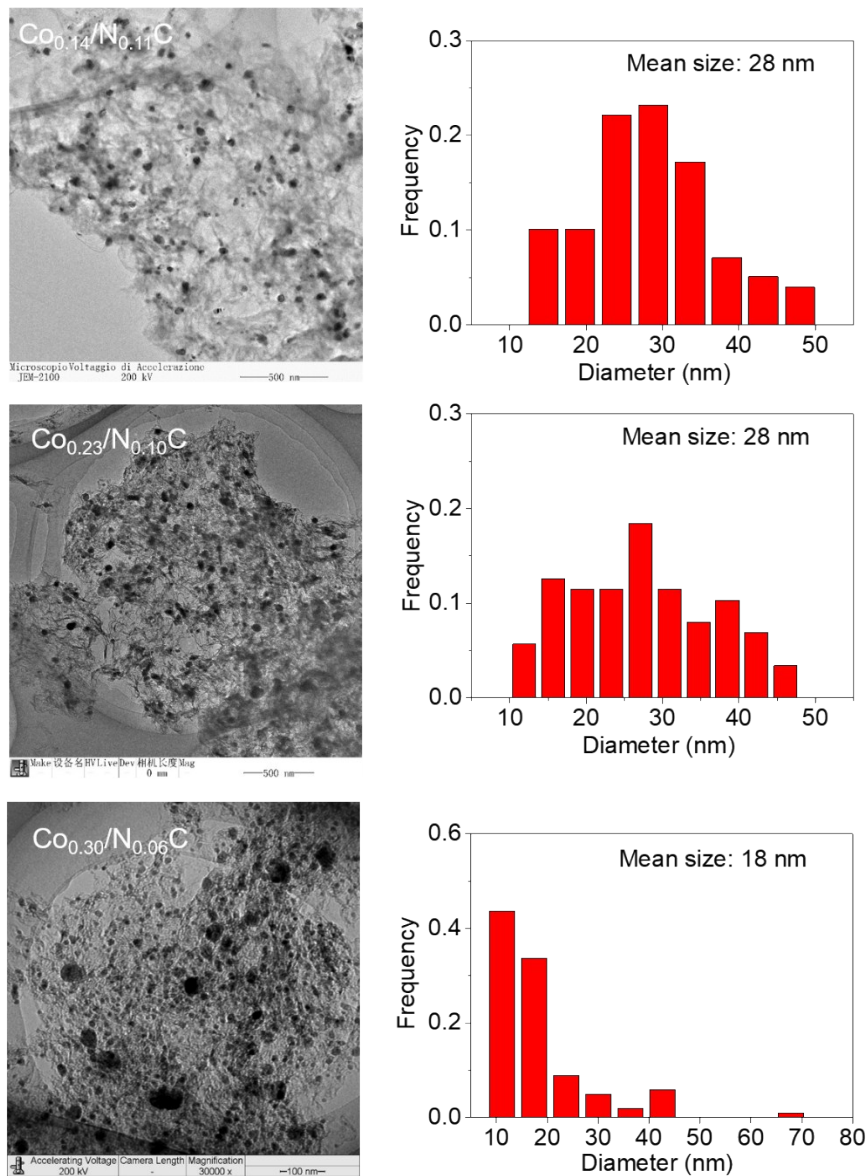 Co0.14/N0.11C
Microscopio Voltaggio di Accelerazione
JEM-2100 200 kV 500 nm
0.3
0.2
0.1
0.0
Frequency
Mean size: 28 nm
10 20 30 40 50
Diameter (nm)
Co0.23/N0.10C
Make 设备名 HV Live Dev 相机长度 Mag
0 mm 500 nm
0.3
0.2
0.1
0.0
Frequency
Mean size: 28 nm
10 20 30 40 50
Diameter (nm)
Co0.30/N0.06C
Accelerating Voltage Camera Length Magnification
200 kV - 30000 x 100 nm
0.6
0.4
0.2
0.0
Frequency
Mean size: 18 nm
10 20 30 40 50 60 70 80
Diameter (nm)